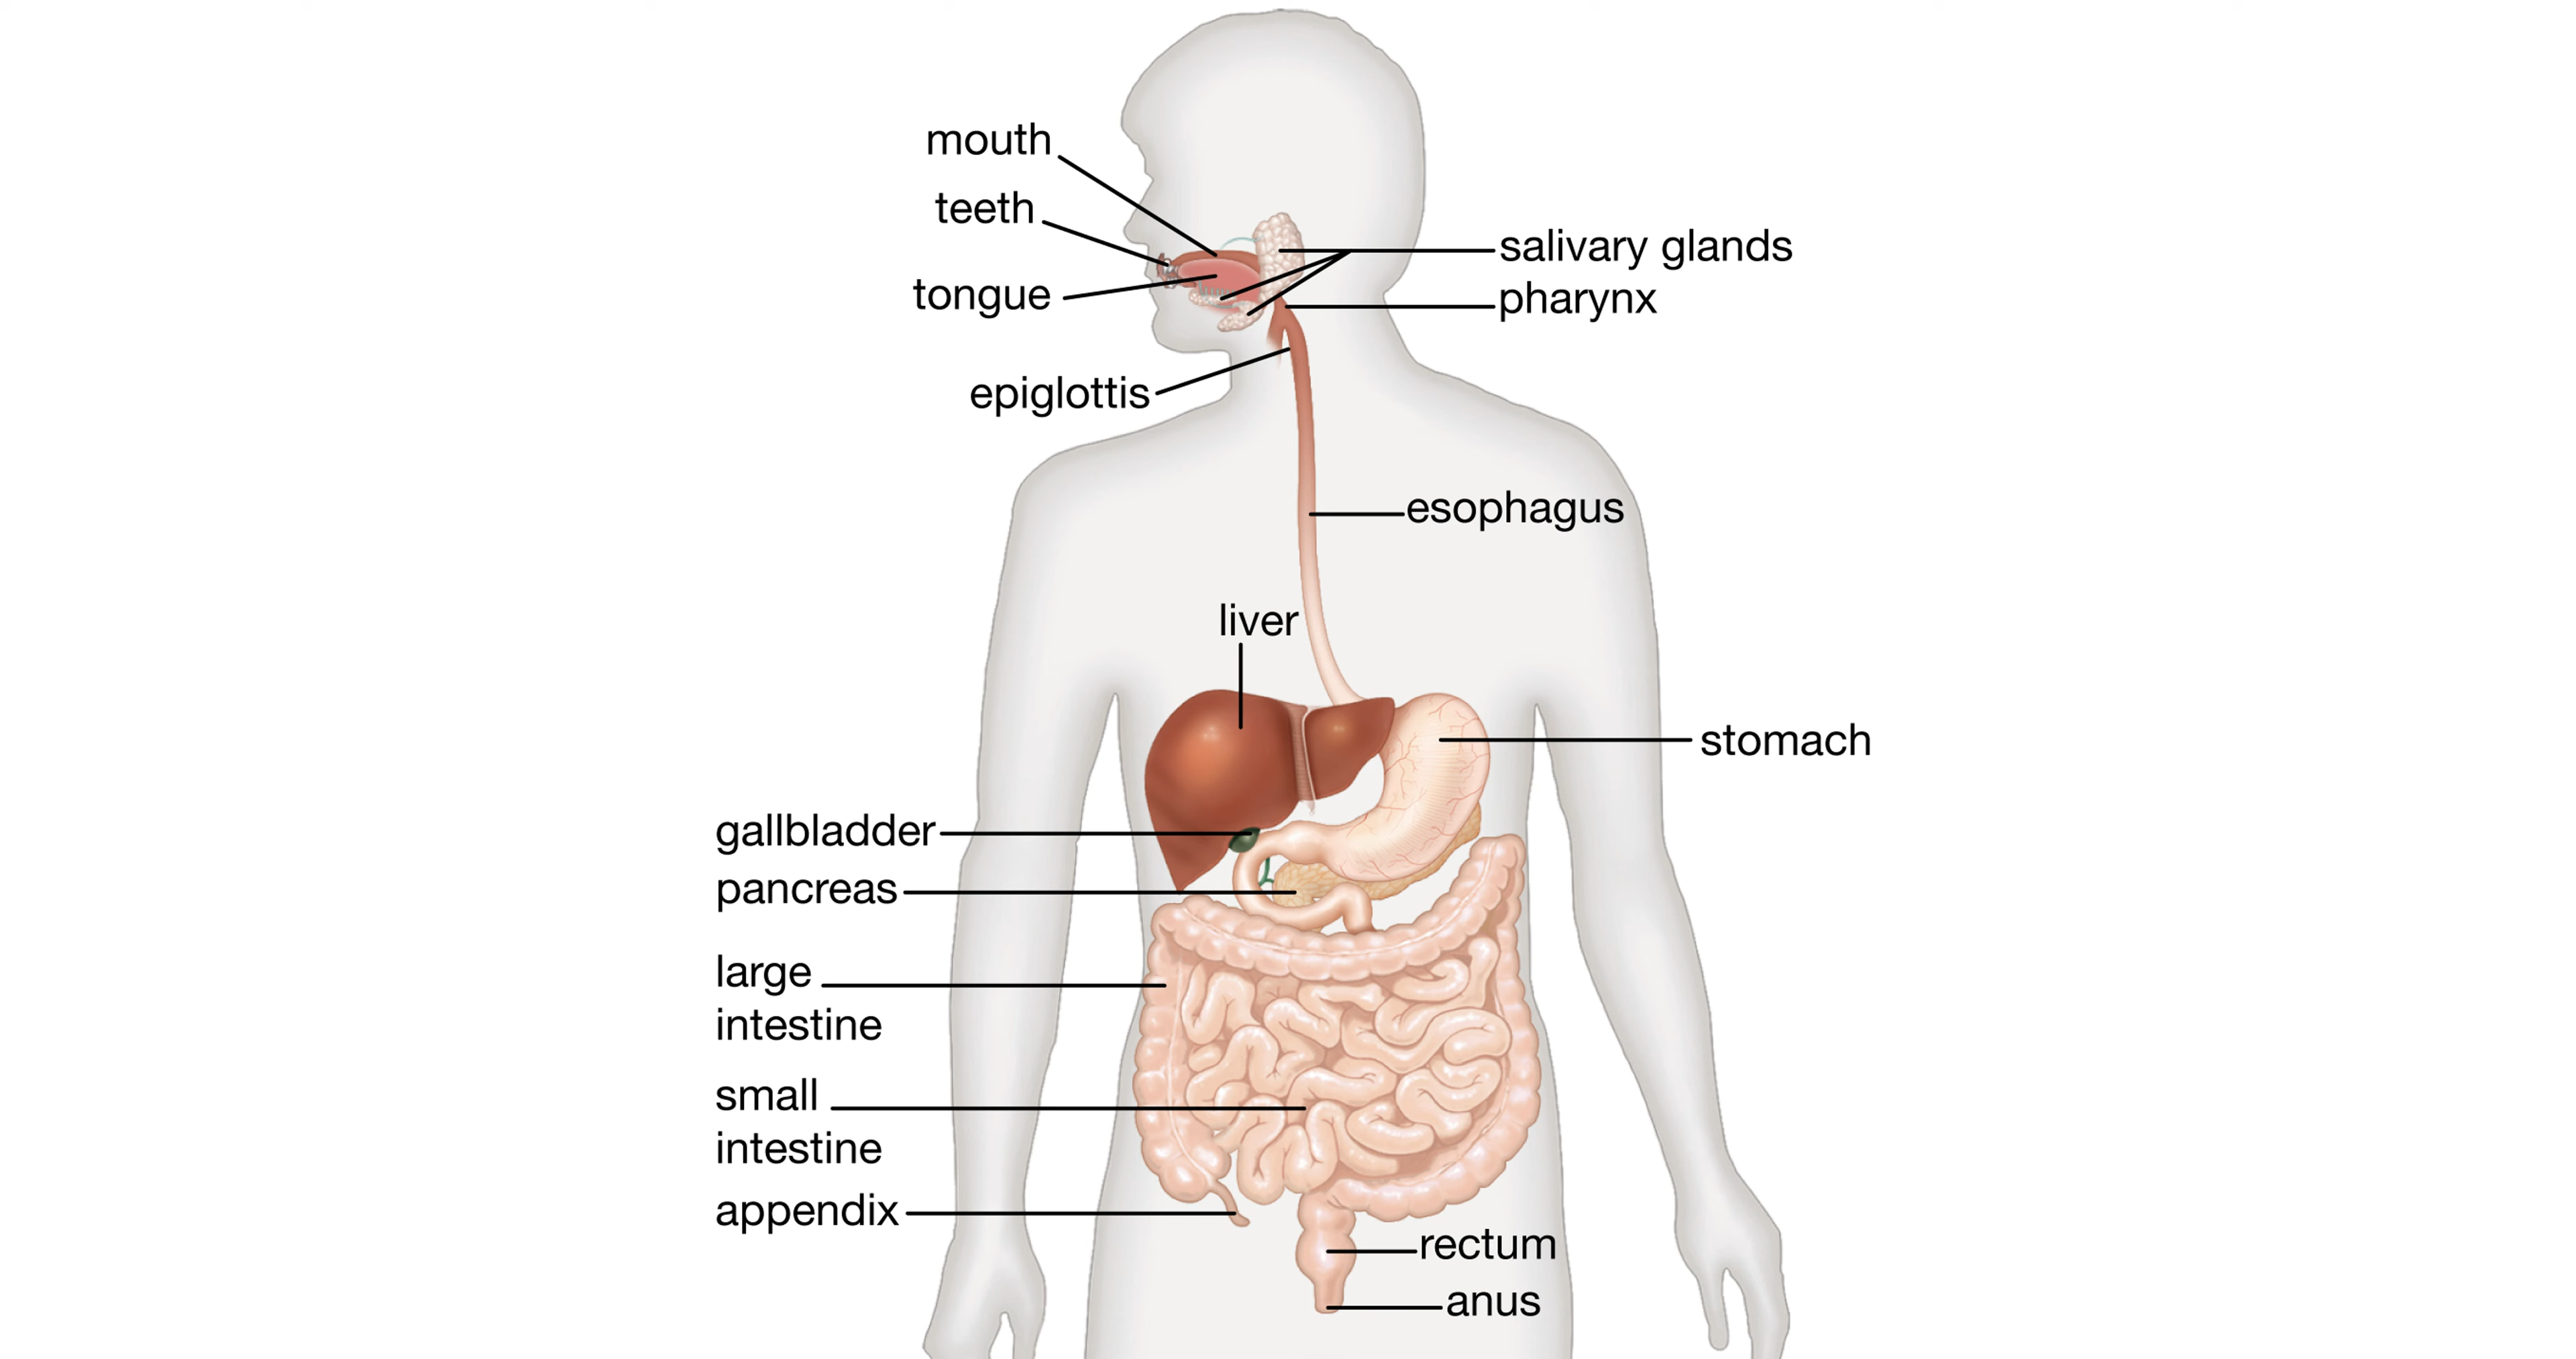 mouth
teeth
tongue
salivary glands
pharynx
epiglottis
esophagus
liver
stomach
gallbladder
pancreas
large
intestine
small
intestine
appendix
rectum
anus